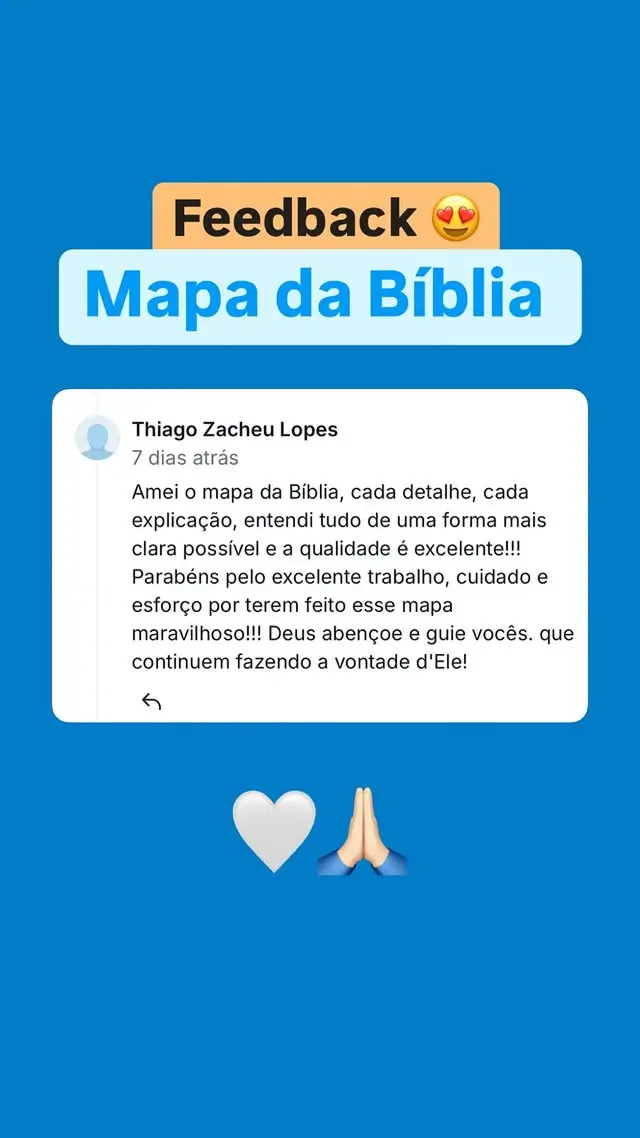 Feedback 😍
Mapa da Bíblia
Thiago Zacheu Lopes
7 dias atrás
Amei o mapa da Bíblia, cada detalhe, cada
explicação, entendi tudo de uma forma mais
clara possível e a qualidade é excelente!!!
Parabéns pelo excelente trabalho, cuidado e
esforço por terem feito esse mapa
maravilhoso!!! Deus abençoe e guie vocês. que
continuem fazendo a vontade d'Ele!